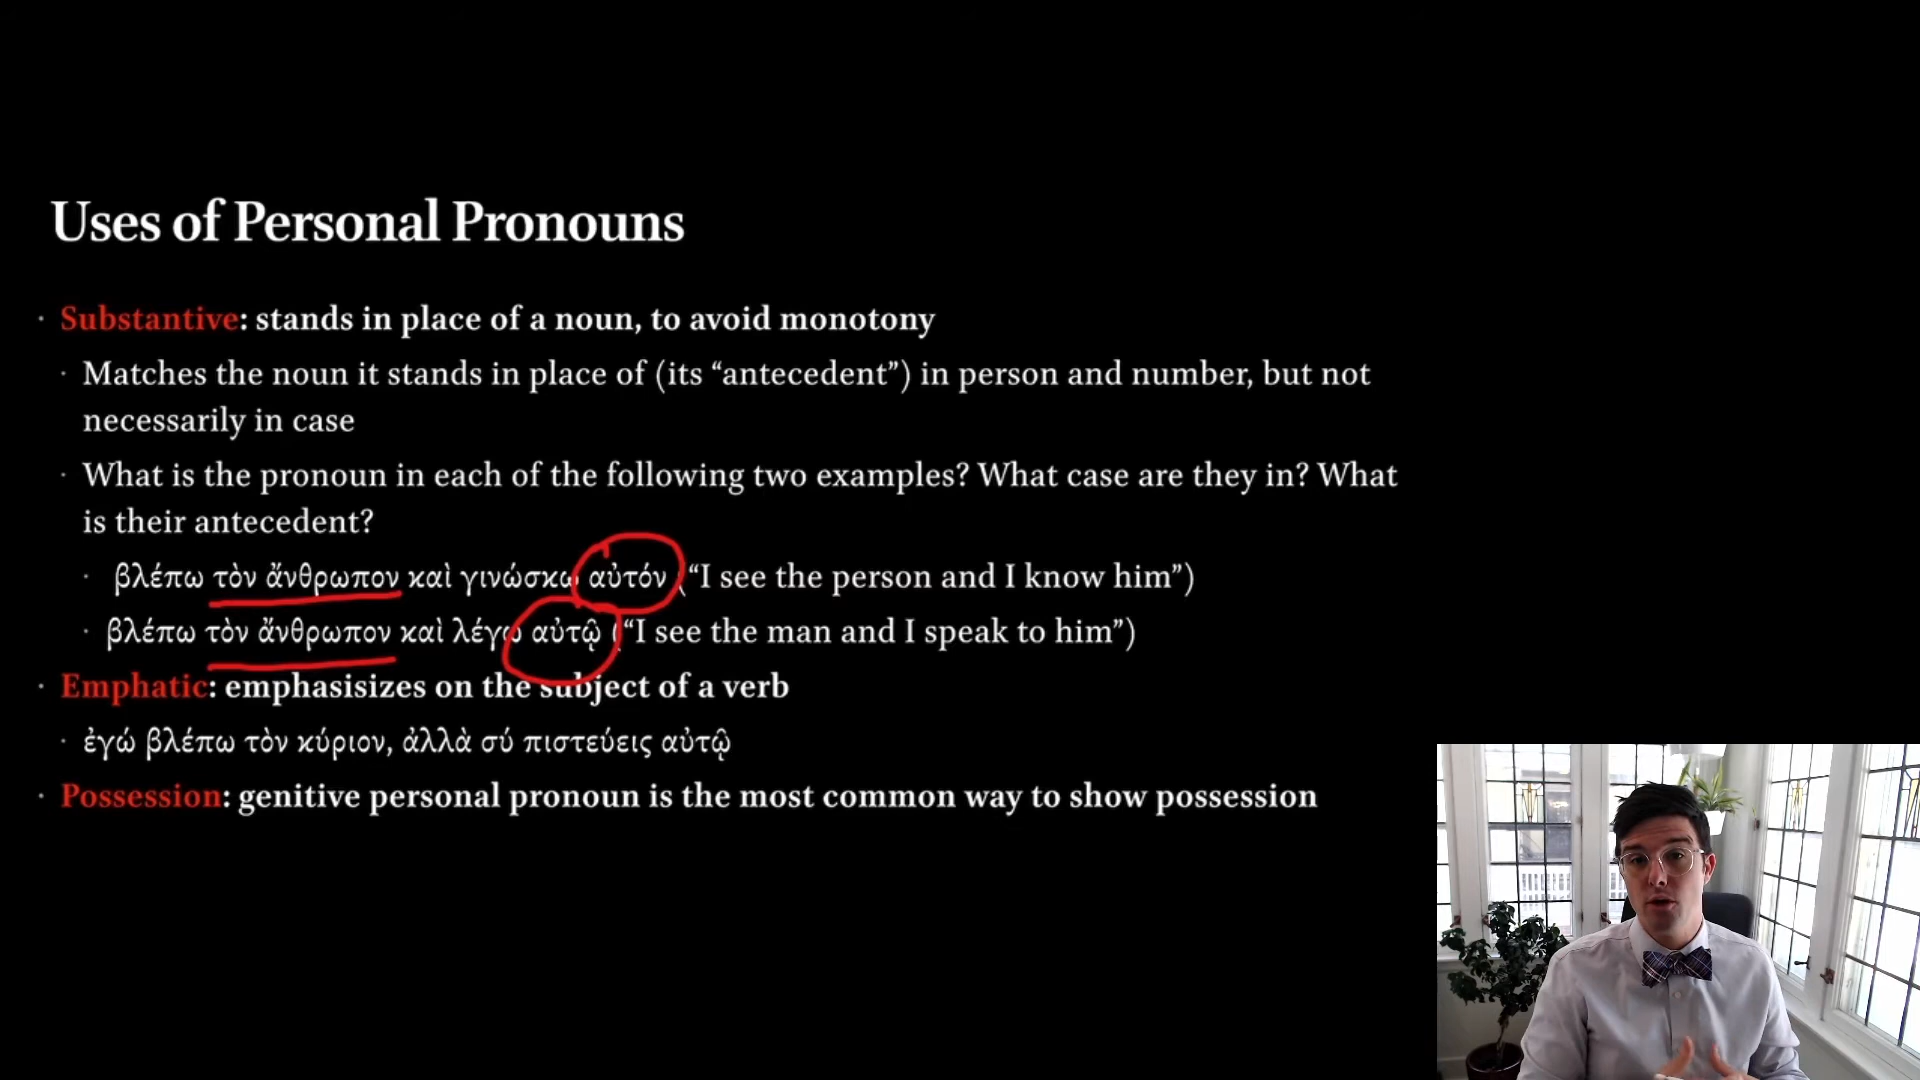 Uses of Personal Pronouns
· Substantive: stands in place of a noun, to avoid monotony
· Matches the noun it stands in place of (its “antecedent”) in person and number, but not
necessarily in case
· What is the pronoun in each of the following two examples? What case are they in? What
is their antecedent?
· βλέπω τὸν ἄνθρωπον καὶ γινώσκω αὐτόν (“I see the person and I know him”)
· βλέπω τὸν ἄνθρωπον καὶ λέγω αὐτῷ (“I see the man and I speak to him”)
· Emphatic: emphasisizes on the subject of a verb
· ἐγώ βλέπω τὸν κύριον, ἀλλὰ σύ πιστεύεις αὐτῷ
· Possession: genitive personal pronoun is the most common way to show possession